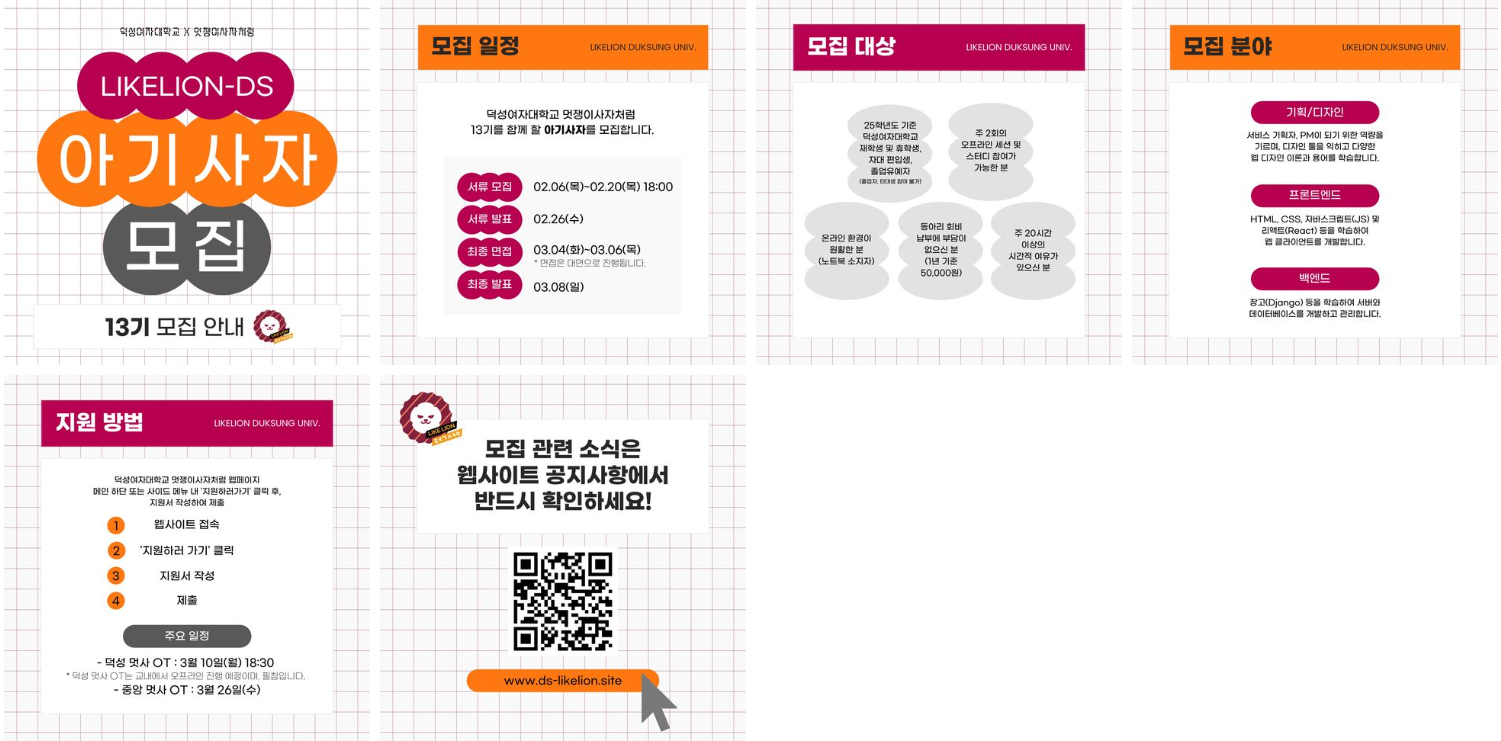 덕성여자대학교 X 멋쟁이사자처럼
LIKELION-DS
아기사자
모집
13기 모집 안내
모집 일정
LIKELION DUKSUNG UNIV.
덕성여자대학교 멋쟁이사자처럼
13기를 함께 할 아기사자를 모집합니다.
서류 모집 02.06(목)~02.20(목) 18:00
서류 발표 02.26(수)
최종 면접 03.04(화)~03.06(목)
* 면접은 대면으로 진행됩니다.
최종 발표 03.08(일)
모집 대상
LIKELION DUKSUNG UNIV.
25학년도 기준
덕성여자대학교
재학생 및 휴학생,
자대 편입생,
졸업유예자
(졸업자, 타대생 참여 불가)
주 2회의
오프라인 세션 및
스터디 참여가
가능한 분
온라인 환경이
원활한 분
(노트북 소지자)
동아리 회비
납부에 부담이
없으신 분
(1년 기준
50,000원)
주 20시간
이상의
시간적 여유가
있으신 분
모집 분야
LIKELION DUKSUNG UNIV.
기획/디자인
서비스 기획자, PM이 되기 위한 역량을
기르며, 디자인 툴을 익히고 다양한
웹 디자인 이론과 용어를 학습합니다.
프론트엔드
HTML, CSS, 자바스크립트(JS) 및
리액트(React) 등을 학습하여
웹 클라이언트를 개발합니다.
백엔드
장고(Django) 등을 학습하여 서버와
데이터베이스를 개발하고 관리합니다.
지원 방법
LIKELION DUKSUNG UNIV.
덕성여자대학교 멋쟁이사자처럼 웹페이지
메인 하단 또는 사이드 메뉴 내 '지원하러가기' 클릭 후,
지원서 작성하여 제출
1 웹사이트 접속
2 '지원하러 가기' 클릭
3 지원서 작성
4 제출
주요 일정
- 덕성 멋사 OT : 3월 10일(월) 18:30
* 덕성 멋사 OT는 교내에서 오프라인 진행 예정이며, 필참입니다.
- 중앙 멋사 OT : 3월 26일(수)
LIKE LION
모집 관련 소식은
웹사이트 공지사항에서
반드시 확인하세요!
www.ds-likelion.site